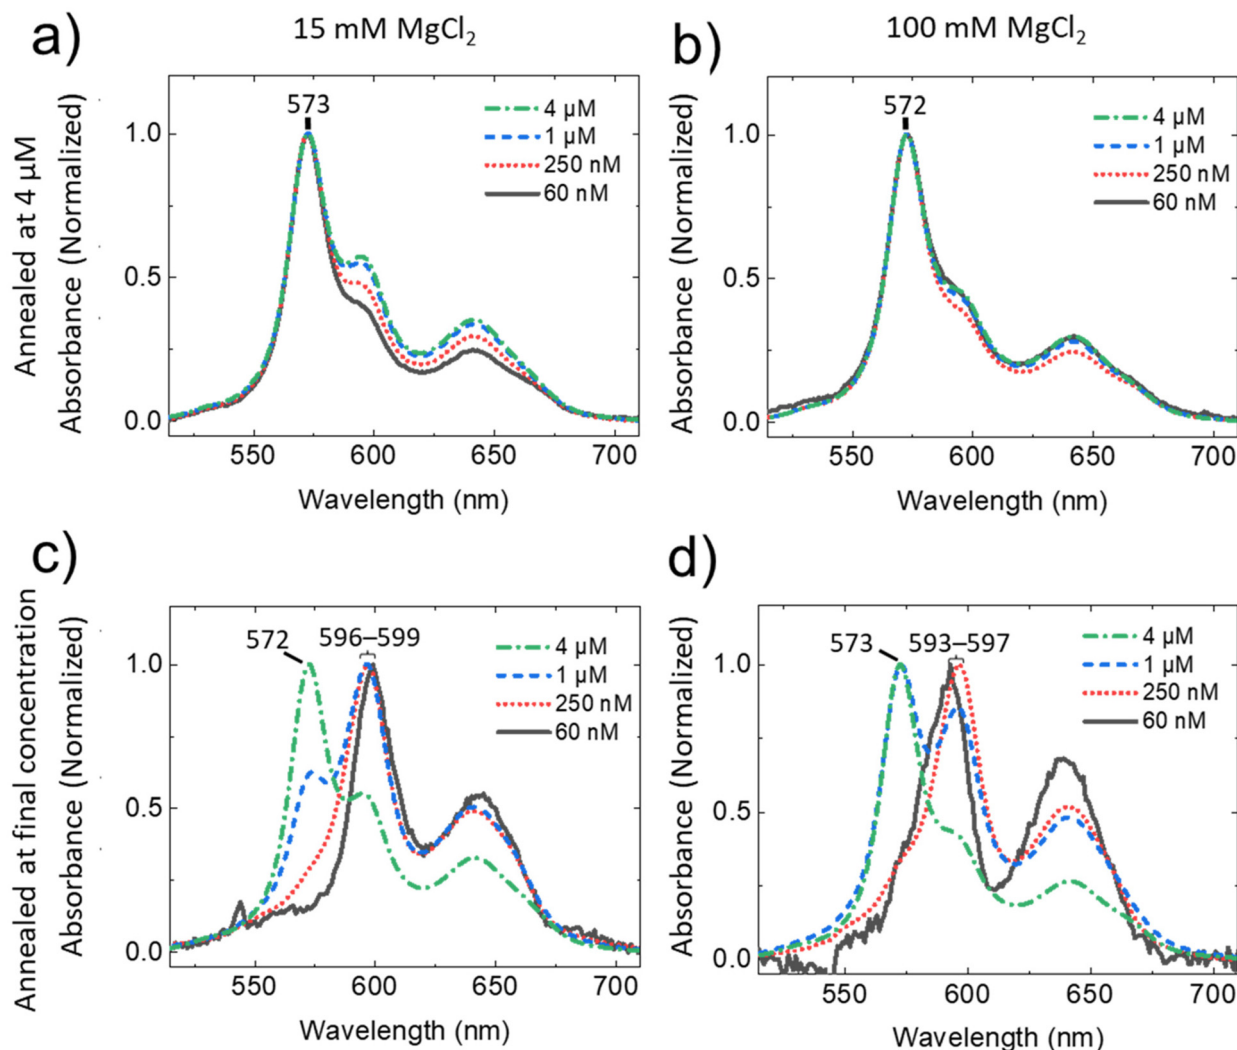 a)
15 mM MgCl₂
b)
100 mM MgCl₂
Annealed at 4 µM
Absorbance (Normalized)
573
4 µM
1 µM
250 nM
60 nM
1.0
0.5
0.0
550
600
650
700
Wavelength (nm)
Absorbance (Normalized)
572
4 µM
1 µM
250 nM
60 nM
1.0
0.5
0.0
550
600
650
700
Wavelength (nm)
c)
d)
Annealed at final concentration
Absorbance (Normalized)
572
596–599
4 µM
1 µM
250 nM
60 nM
1.0
0.5
0.0
550
600
650
700
Wavelength (nm)
Absorbance (Normalized)
573
593–597
4 µM
1 µM
250 nM
60 nM
1.0
0.5
0.0
550
600
650
700
Wavelength (nm)